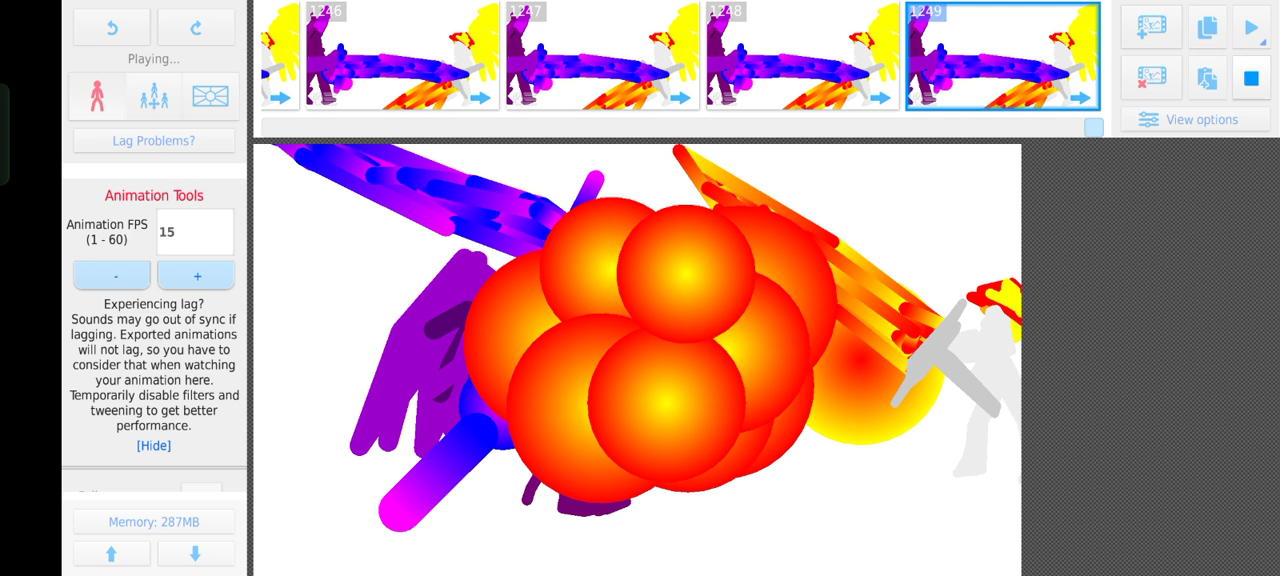 1246
1247
1248
1249
Playing...
Lag Problems?
View options
Animation Tools
Animation FPS
(1 - 60)
15
-
+
Experiencing lag?
Sounds may go out of sync if
lagging. Exported animations
will not lag, so you have to
consider that when watching
your animation here.
Temporarily disable filters and
tweening to get better
performance.
[Hide]
Memory: 287MB